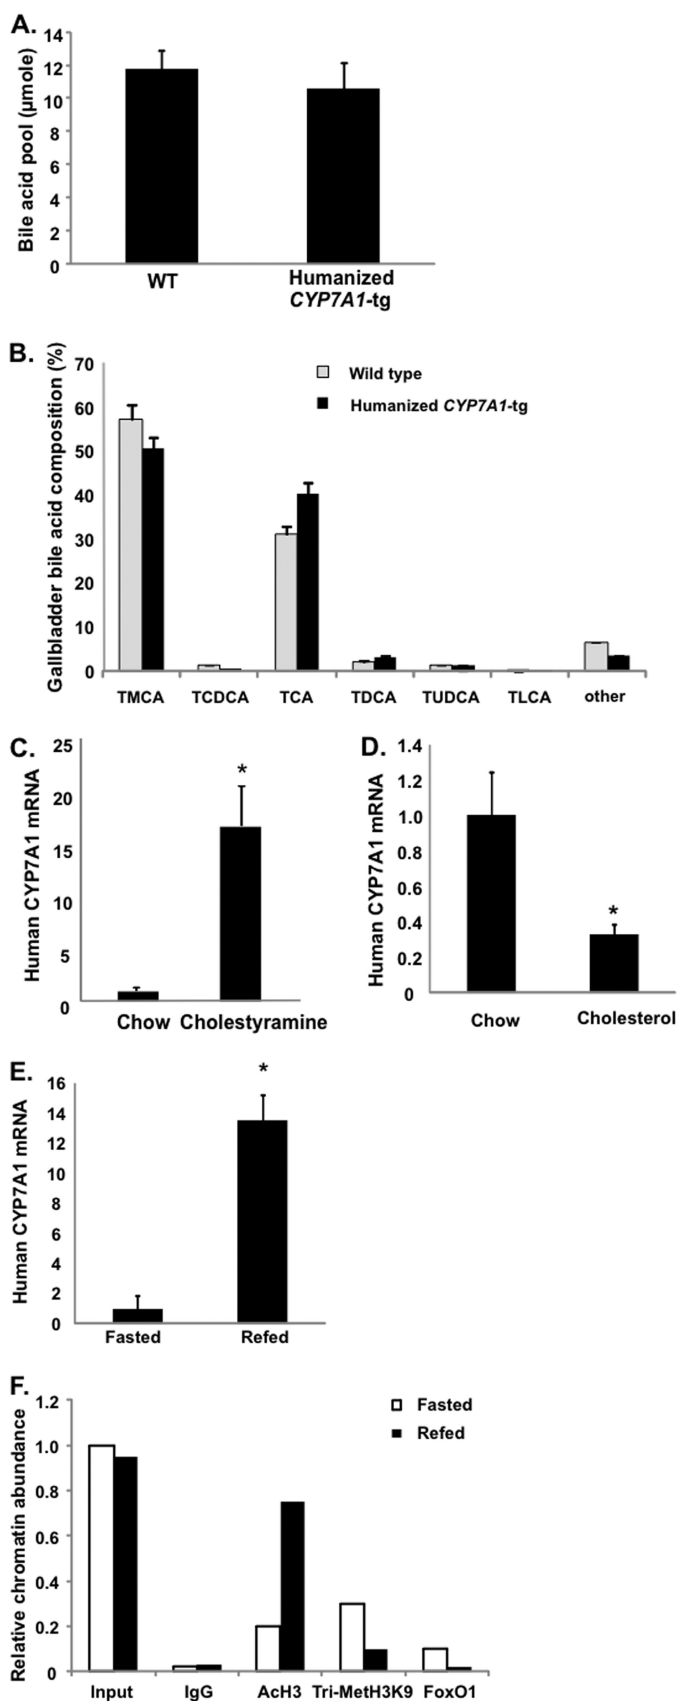 A.
Bile acid pool (µmole)
14
12
10
8
6
4
2
0
WT
Humanized
CYP7A1-tg
B.
Gallbladder bile acid composition (%)
70
60
50
40
30
20
10
0
Wild type
Humanized CYP7A1-tg
TMCA TCDCA TCA TDCA TUDCA TLCA other
C.
Human CYP7A1 mRNA
25
20
15
10
5
0
*
Chow Cholestyramine
D.
Human CYP7A1 mRNA
1.4
1.2
1.0
0.8
0.6
0.4
0.2
0
*
Chow Cholesterol
E.
Human CYP7A1 mRNA
16
14
12
10
8
6
4
2
0
*
Fasted Refed
F.
Relative chromatin abundance
1.2
1.0
0.8
0.6
0.4
0.2
0
Fasted
Refed
Input IgG AcH3 Tri-MetH3K9 FoxO1